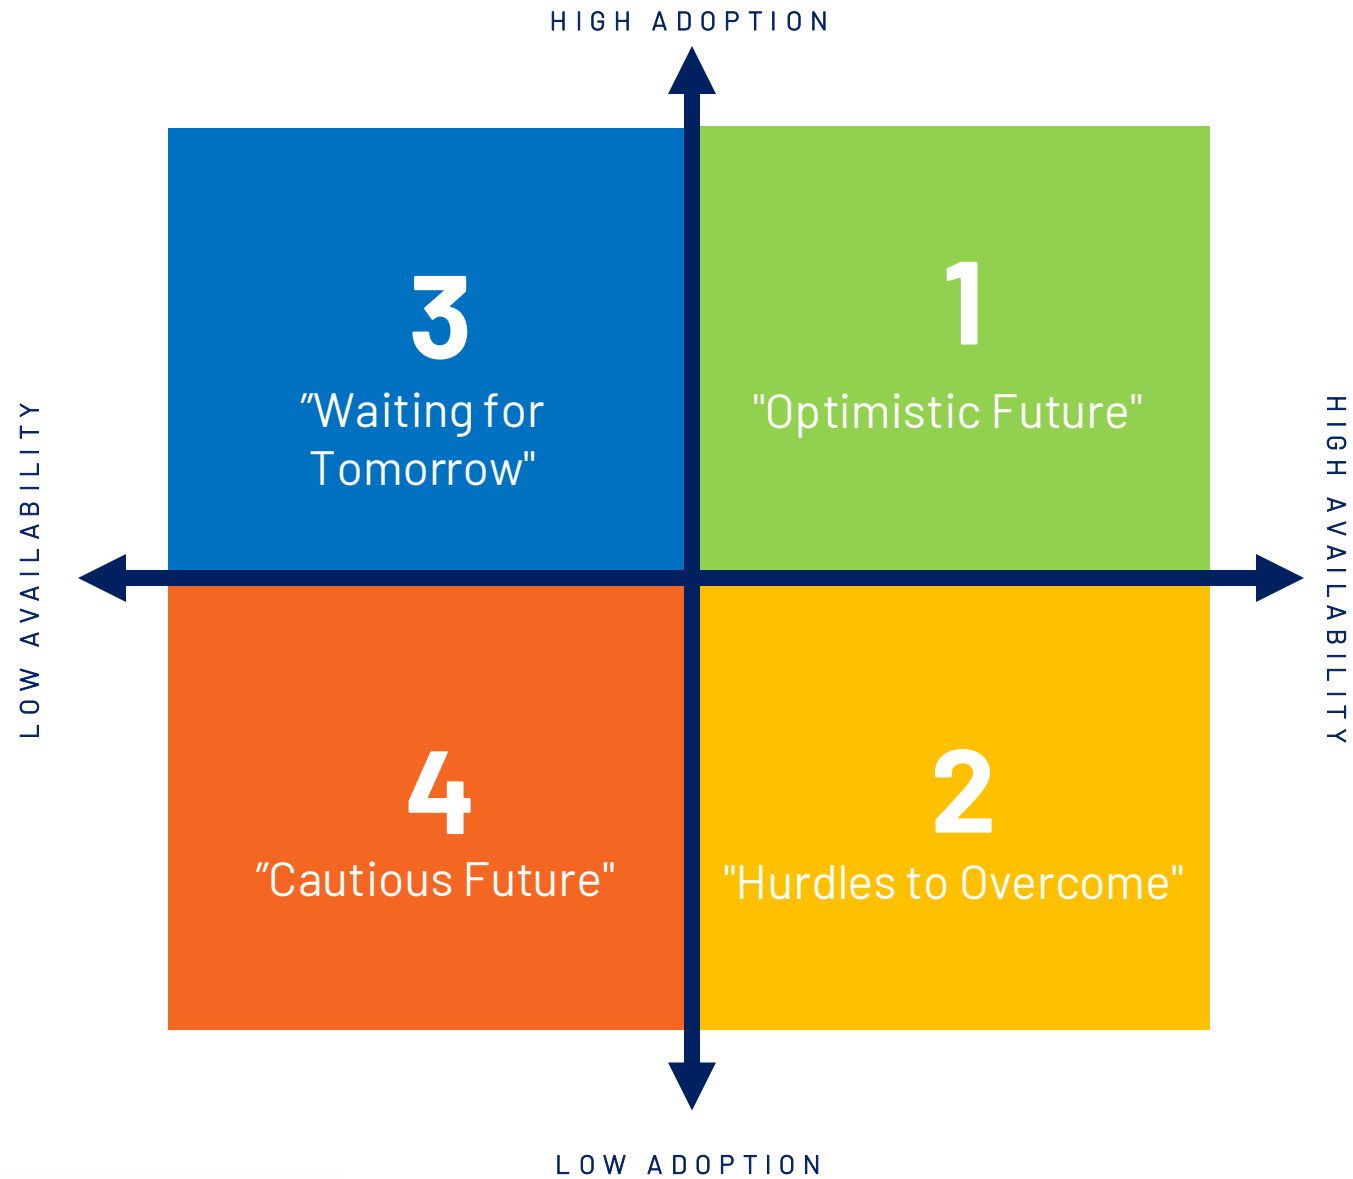 HIGH ADOPTION
3
″Waiting for
Tomorrow"
1
"Optimistic Future"
LOW AVAILABILITY
HIGH AVAILABILITY
4
″Cautious Future"
2
"Hurdles to Overcome"
LOW ADOPTION